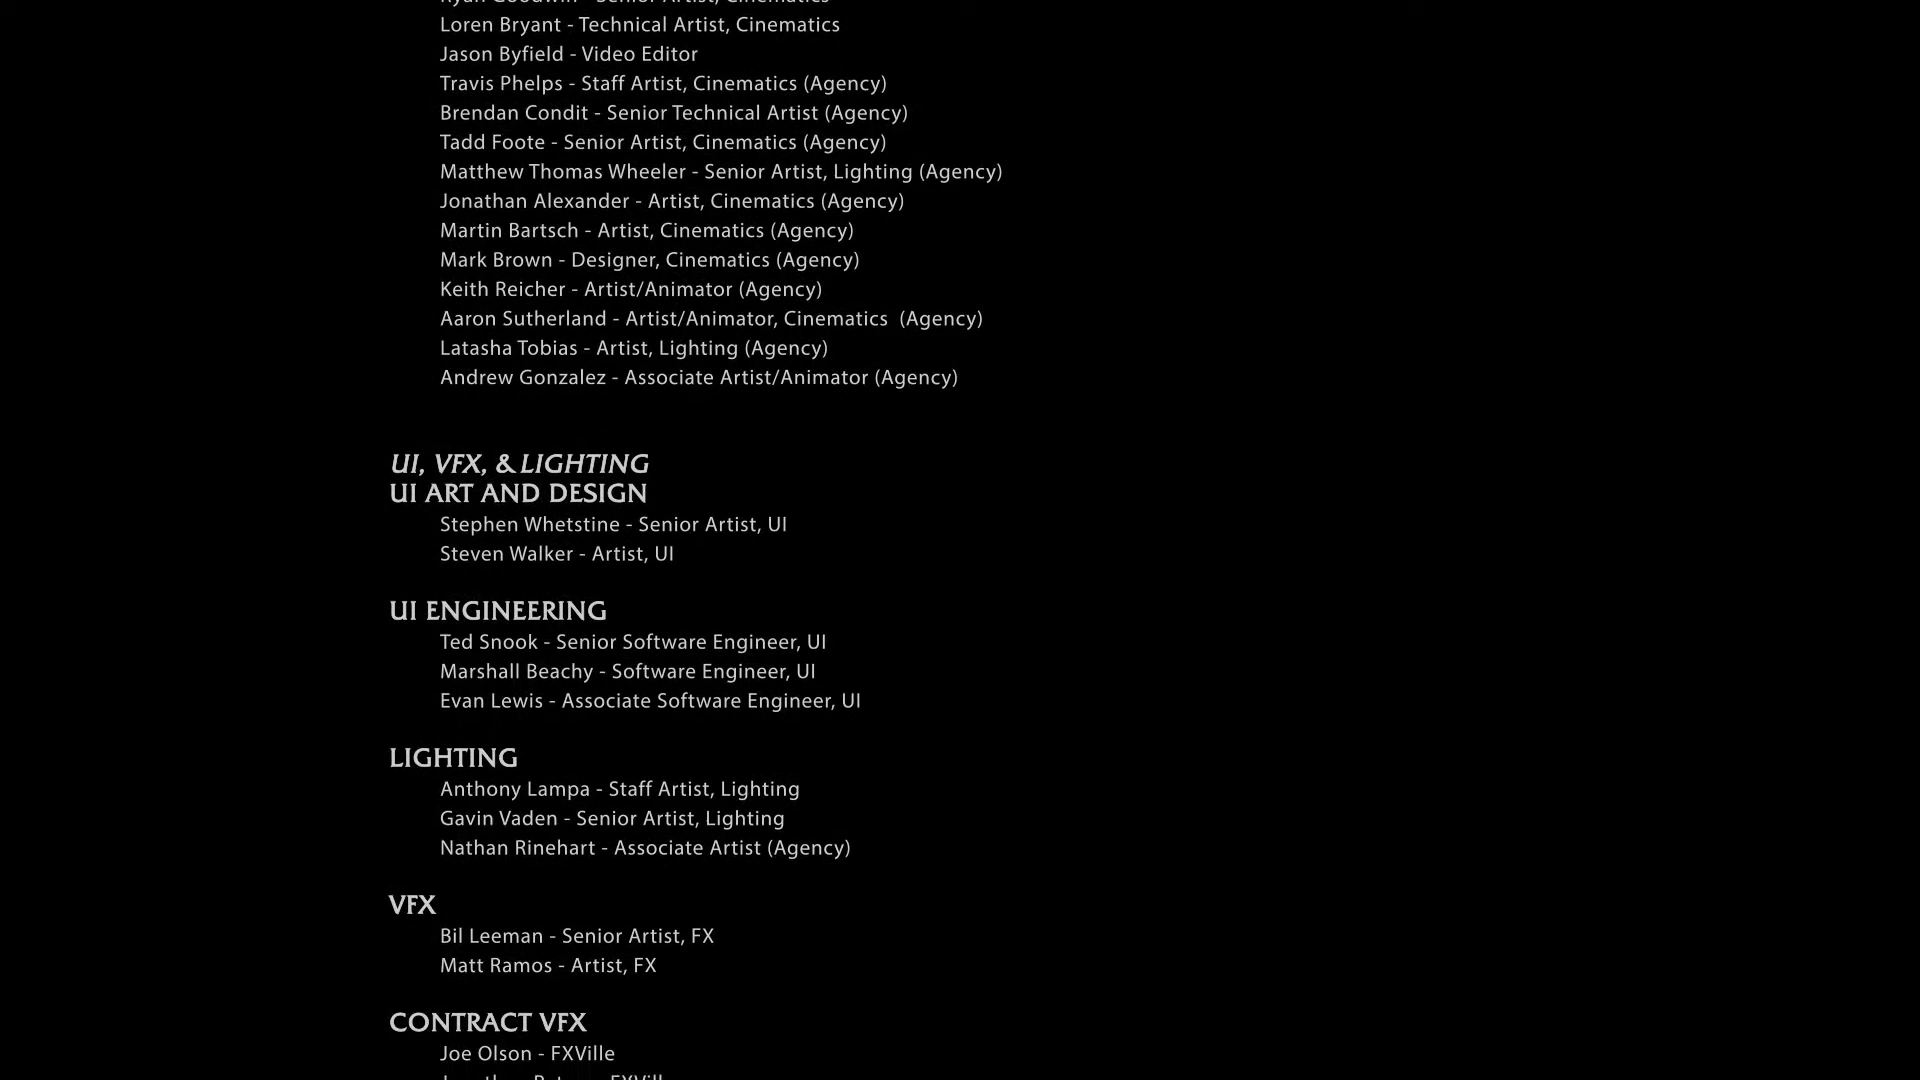 Ryan Goodwin - Senior Artist, Cinematics
Loren Bryant - Technical Artist, Cinematics
Jason Byfield - Video Editor
Travis Phelps - Staff Artist, Cinematics (Agency)
Brendan Condit - Senior Technical Artist (Agency)
Tadd Foote - Senior Artist, Cinematics (Agency)
Matthew Thomas Wheeler - Senior Artist, Lighting (Agency)
Jonathan Alexander - Artist, Cinematics (Agency)
Martin Bartsch - Artist, Cinematics (Agency)
Mark Brown - Designer, Cinematics (Agency)
Keith Reicher - Artist/Animator (Agency)
Aaron Sutherland - Artist/Animator, Cinematics  (Agency)
Latasha Tobias - Artist, Lighting (Agency)
Andrew Gonzalez - Associate Artist/Animator (Agency)
UI, VFX, & LIGHTING
UI ART AND DESIGN
Stephen Whetstine - Senior Artist, UI
Steven Walker - Artist, UI
UI ENGINEERING
Ted Snook - Senior Software Engineer, UI
Marshall Beachy - Software Engineer, UI
Evan Lewis - Associate Software Engineer, UI
LIGHTING
Anthony Lampa - Staff Artist, Lighting
Gavin Vaden - Senior Artist, Lighting
Nathan Rinehart - Associate Artist (Agency)
VFX
Bil Leeman - Senior Artist, FX
Matt Ramos - Artist, FX
CONTRACT VFX
Joe Olson - FXVille